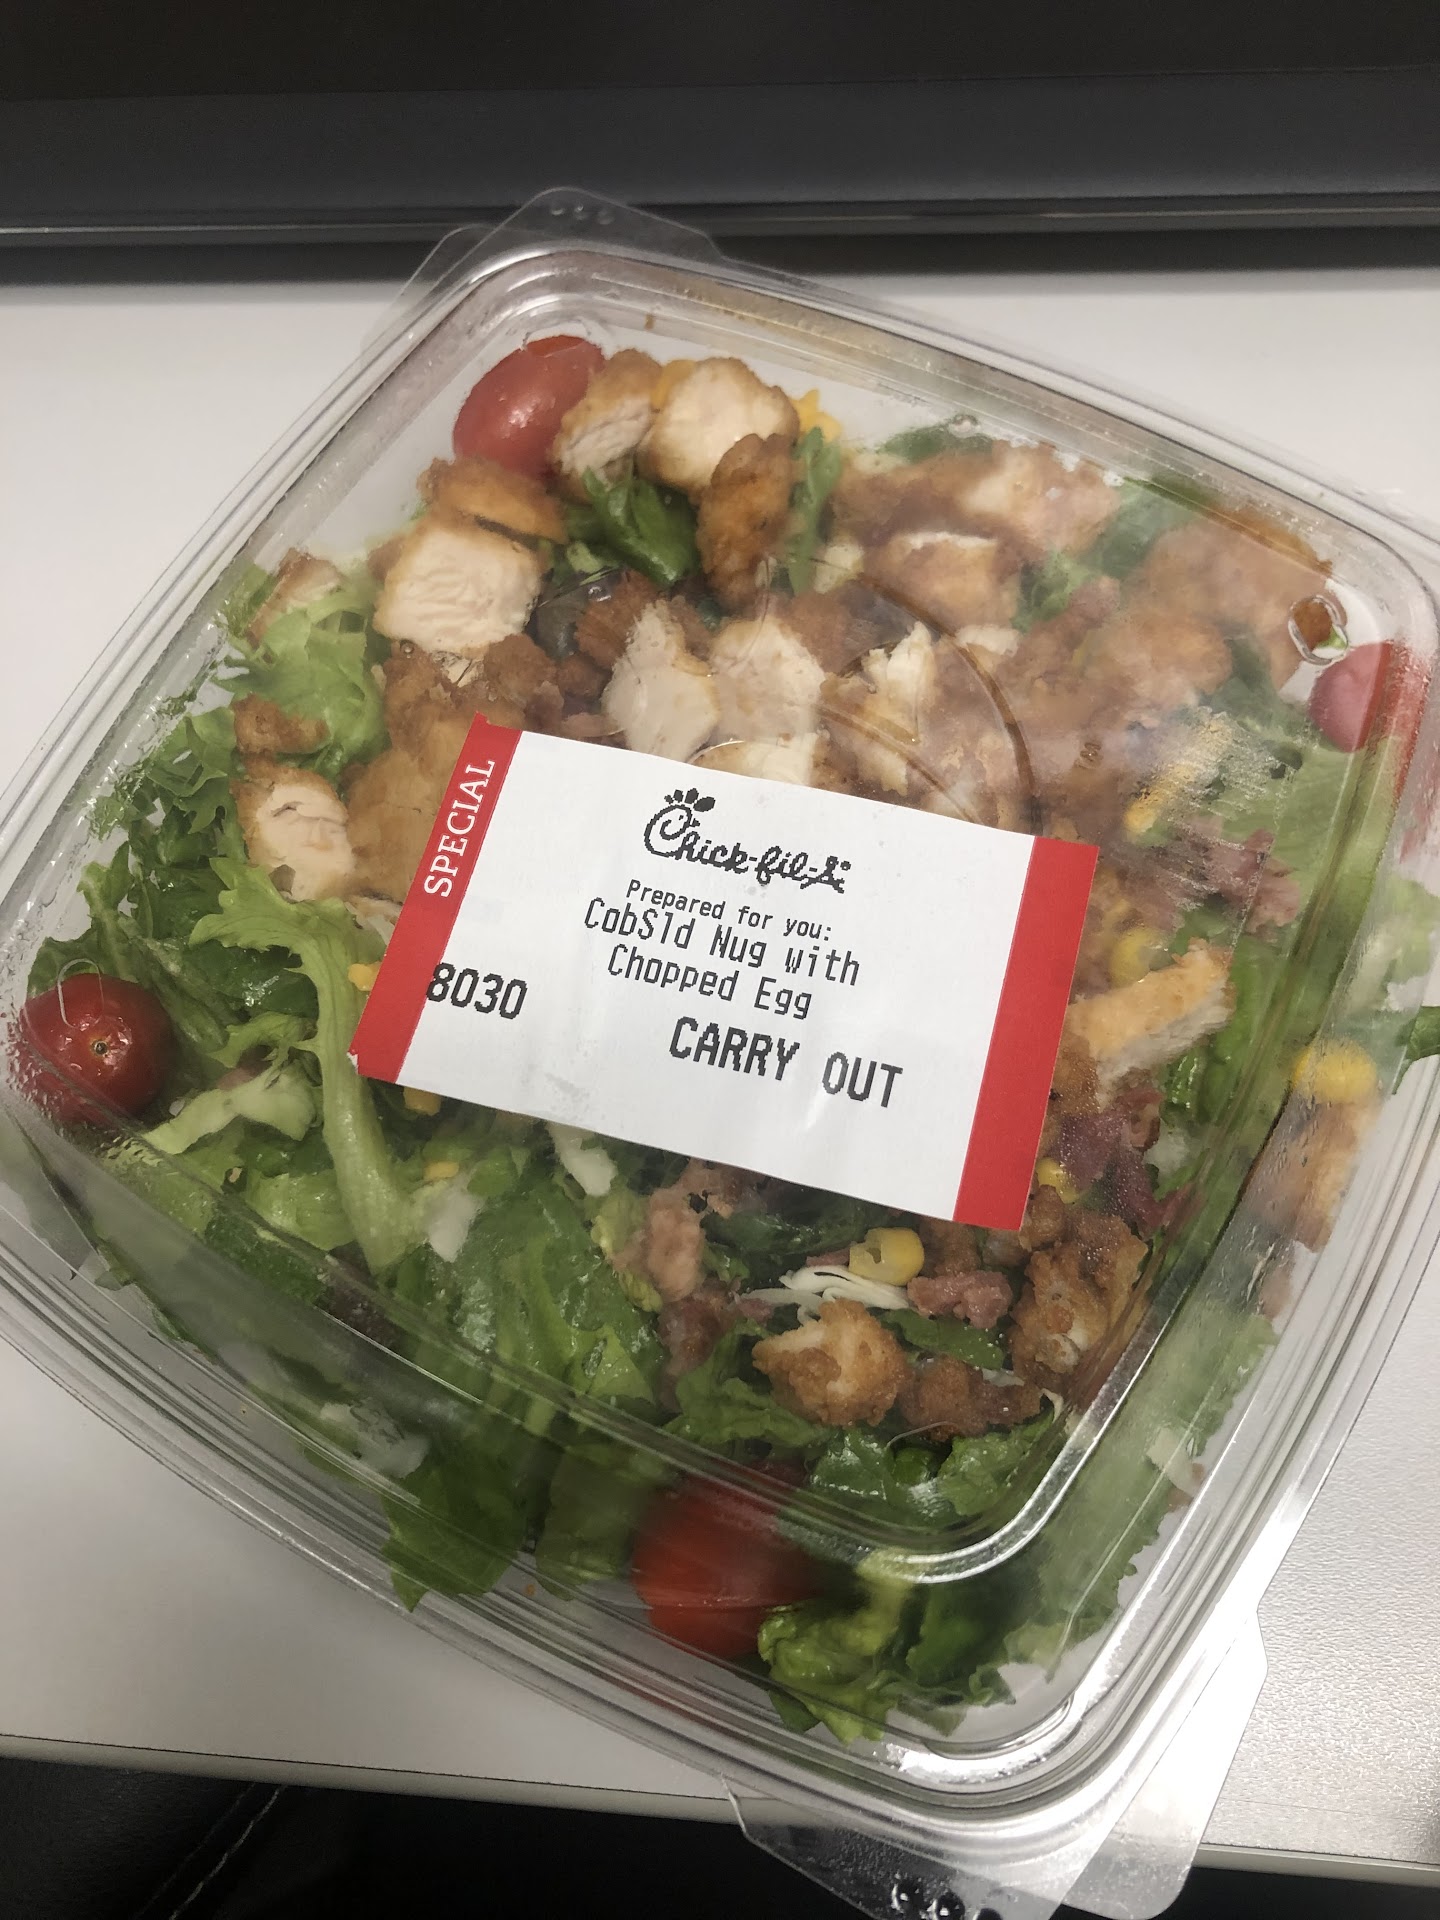 SPECIAL
Chick-fil-A
Prepared for you:
CobSld Nug with
Chopped Egg
8030
CARRY OUT